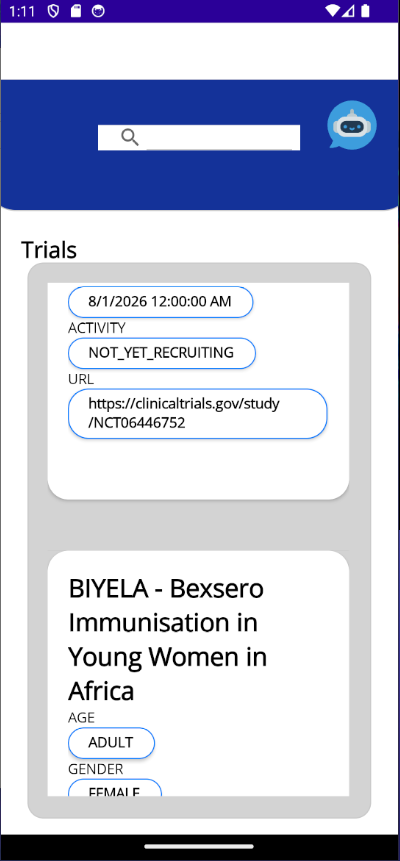 1:11
Trials
8/1/2026 12:00:00 AM
ACTIVITY
NOT_YET_RECRUITING
URL
https://clinicaltrials.gov/study
/NCT06446752
BIYELA - Bexsero
Immunisation in
Young Women in
Africa
AGE
ADULT
GENDER
FEMALE